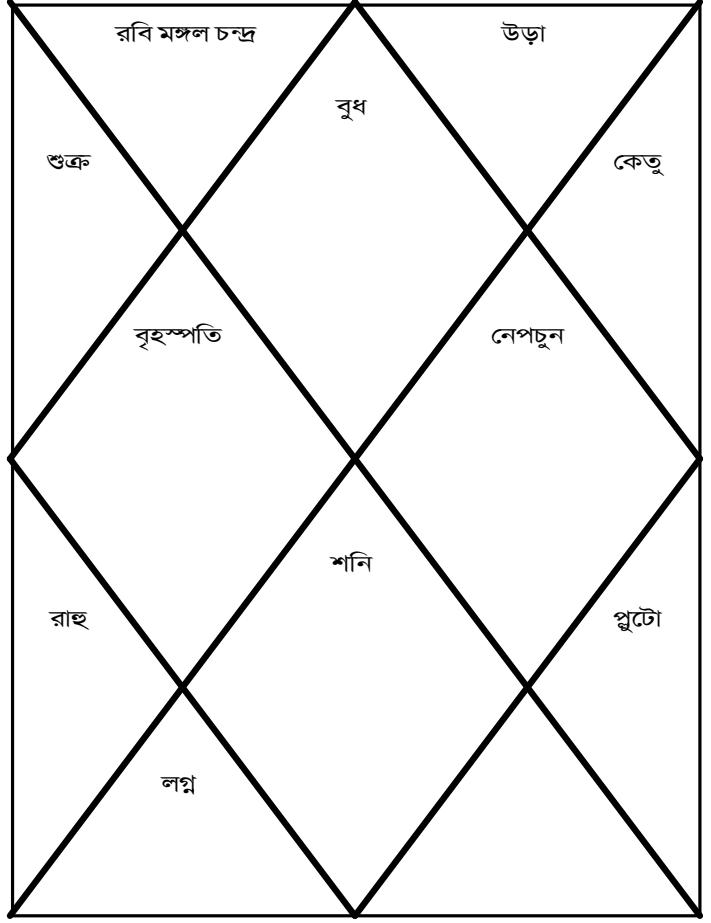 রবি মঙ্গল চন্দ্র
উড়া
বুধ
শুক্র
কেতু
বৃহস্পতি
নেপচুন
শনি
রাহু
প্লুটো
লগ্ন